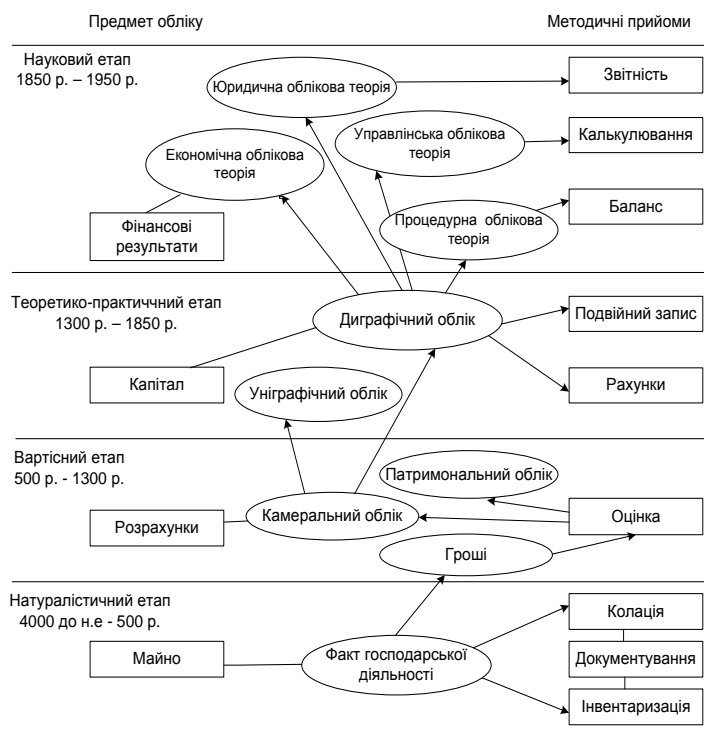 Предмет обліку
Методичні прийоми
Науковий етап
1850 р. – 1950 р.
Юридична облікова теорія
Звітність
Управлінська облікова
теорія
Калькулювання
Економічна облікова
теорія
Процедурна облікова
теорія
Баланс
Фінансові
результати
Теоретико-практиччний етап
1300 р. – 1850 р.
Диграфічний облік
Подвійний запис
Капітал
Уніграфічний облік
Рахунки
Вартісний етап
500 р. - 1300 р.
Патримональний облік
Розрахунки
Камеральний облік
Оцінка
Гроші
Натуралістичний етап
4000 до н.е - 500 р.
Колація
Майно
Факт господарської
діяльності
Документування
Інвентаризація